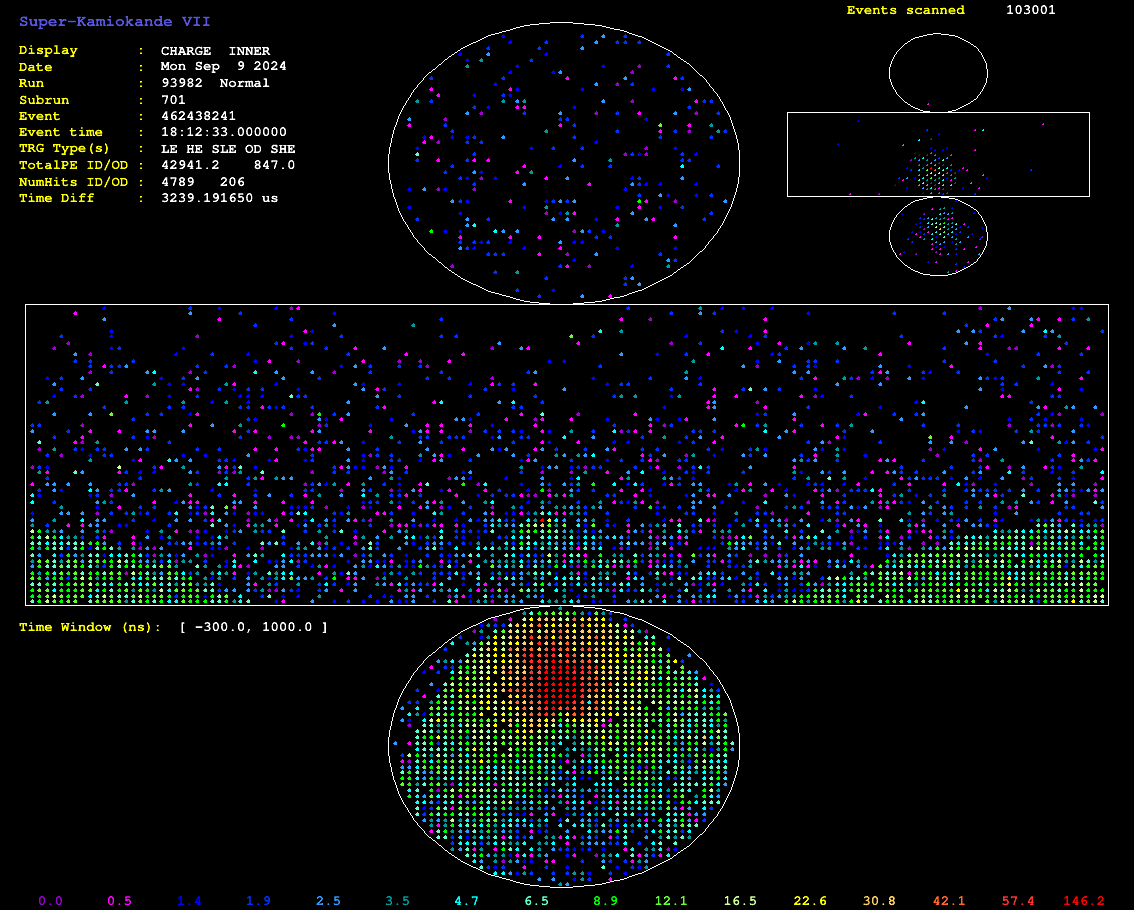 Super-Kamiokande VII
Events scanned 103001
Display : CHARGE INNER
Date : Mon Sep 9 2024
Run : 93982 Normal
Subrun : 701
Event : 462438241
Event time : 18:12:33.000000
TRG Type(s) : LE HE SLE OD SHE
TotalPE ID/OD : 42941.2 847.0
NumHits ID/OD : 4789 206
Time Diff : 3239.191650 us
Time Window (ns): [ -300.0, 1000.0 ]
0.0 0.5 1.4 1.9 2.5 3.5 4.7 6.5 8.9 12.1 16.5 22.6 30.8 42.1 57.4 146.2